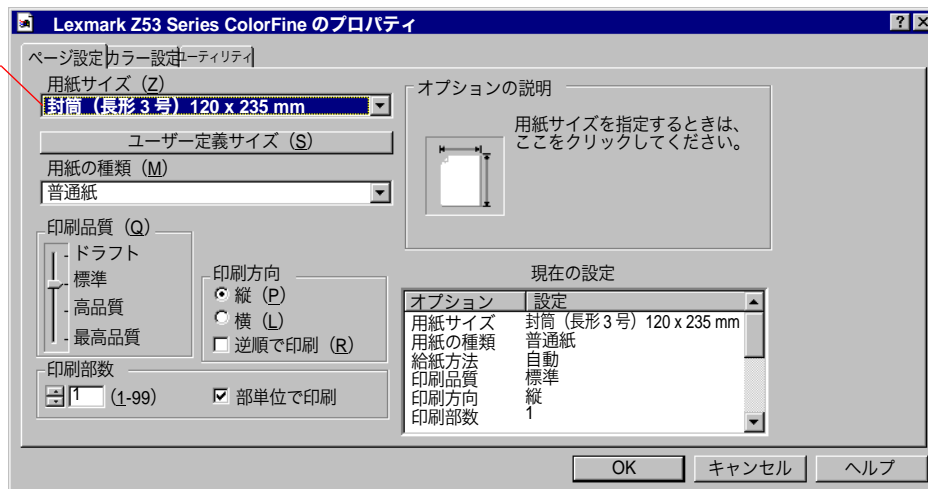 Lexmark Z53 Series ColorFine のプロパティ
ページ設定 カラー設定 ユーティリティ
用紙サイズ（Z）
封筒（長形 3 号）120 x 235 mm
ユーザー定義サイズ（S）
用紙の種類（M）
普通紙
印刷品質（Q）
ドラフト
標準
高品質
最高品質
印刷方向
縦（P）
横（L）
逆順で印刷（R）
印刷部数
1 (1-99)
部単位で印刷
オプションの説明
用紙サイズを指定するときは、
ここをクリックしてください。
現在の設定
オプション 設定
用紙サイズ 封筒（長形 3 号）120 x 235 mm
用紙の種類 普通紙
給紙方法 自動
印刷品質 標準
印刷方向 縦
印刷部数 1
OK キャンセル ヘルプ